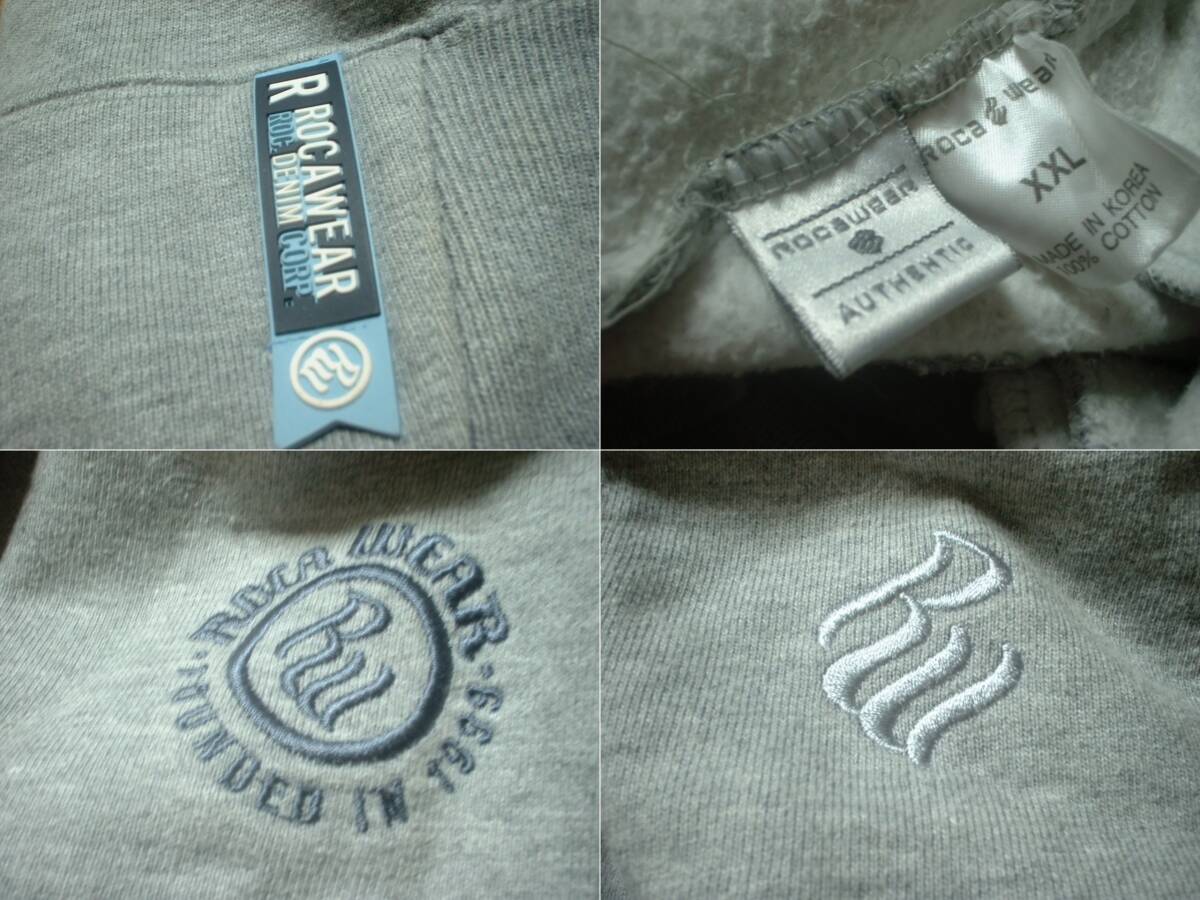 R ROCAWEAR
ROC. DENIM CORP.
RW
rocawear
AUTHENTIC
Roca wear
XXL
MADE IN KOREA
100% COTTON
ROCA WEAR
FOUNDED IN 1999